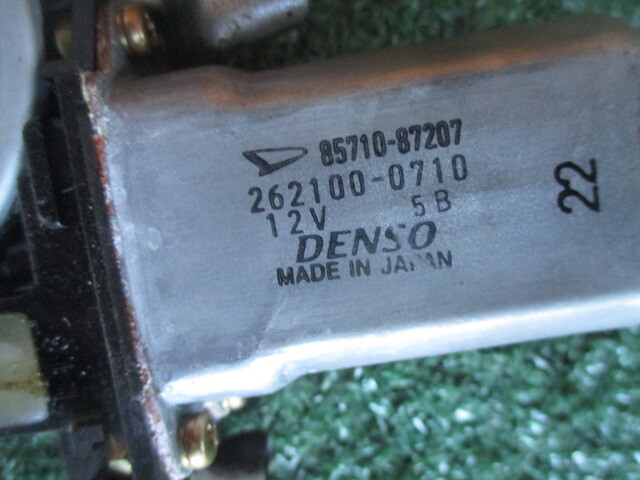 85710-87207
262100-0710
12V 5B
DENSO
MADE IN JAPAN
22